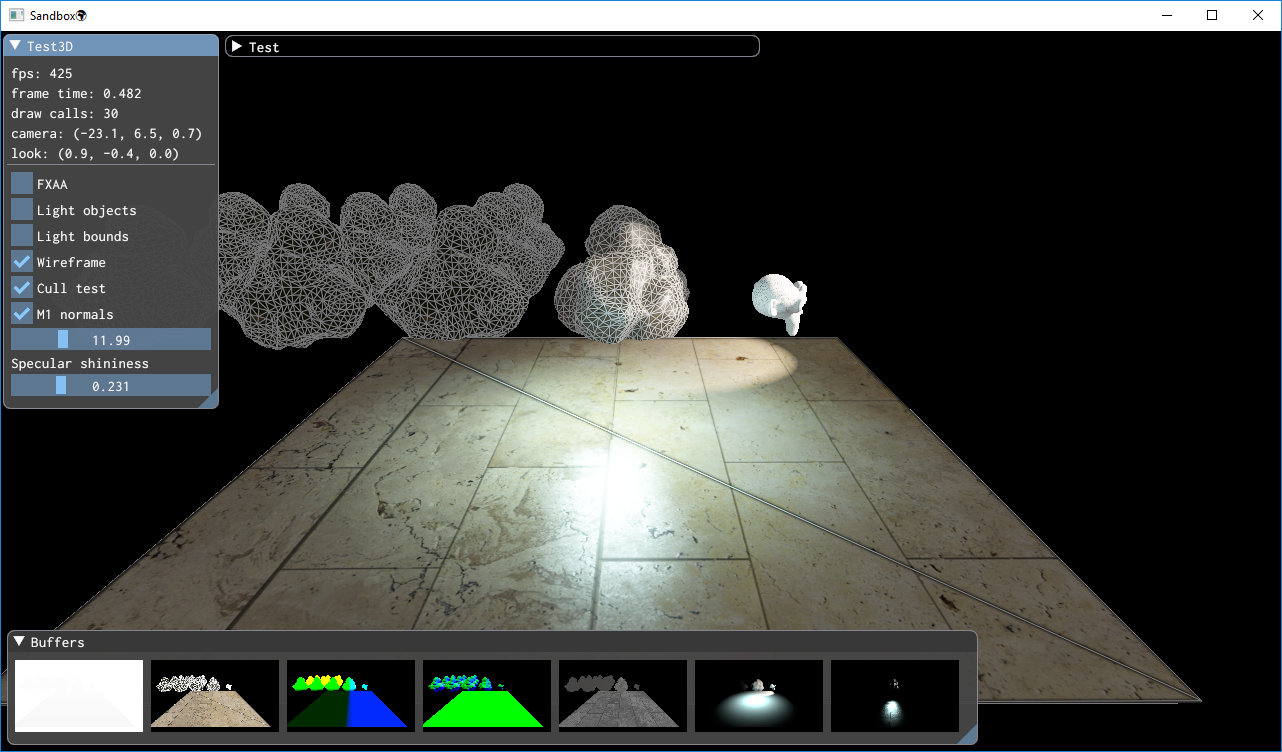 Sandbox
Test3D
Test
fps: 425
frame time: 0.482
draw calls: 30
camera: (-23.1, 6.5, 0.7)
look: (0.9, -0.4, 0.0)
FXAA
Light objects
Light bounds
Wireframe
Cull test
M1 normals
11.99
Specular shininess
0.231
Buffers